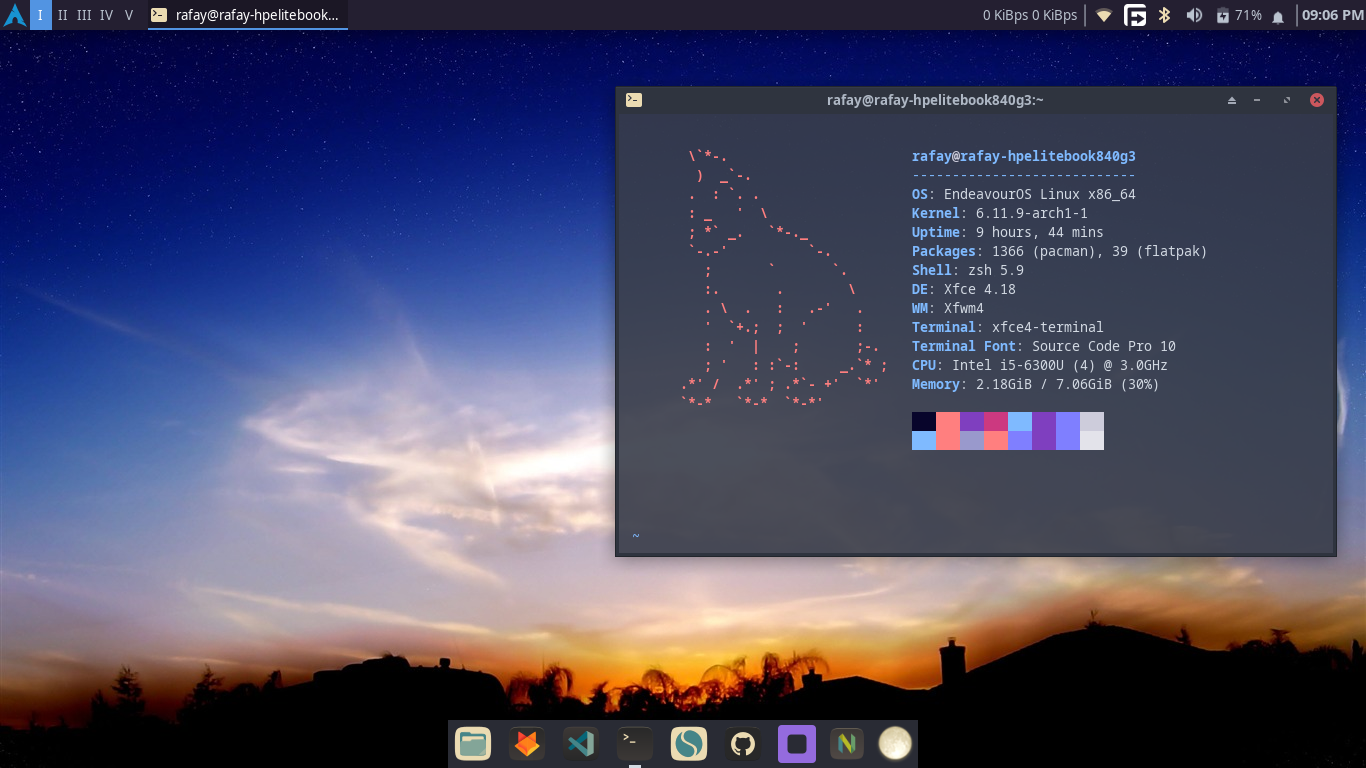 I II III IV V rafay@rafay-hpelitebook... 0 KiBps 0 KiBps 71% 09:06 PM
rafay@rafay-hpelitebook840g3:~
rafay@rafay-hpelitebook840g3
----------------------------
OS: EndeavourOS Linux x86_64
Kernel: 6.11.9-arch1-1
Uptime: 9 hours, 44 mins
Packages: 1366 (pacman), 39 (flatpak)
Shell: zsh 5.9
DE: Xfce 4.18
WM: Xfwm4
Terminal: xfce4-terminal
Terminal Font: Source Code Pro 10
CPU: Intel i5-6300U (4) @ 3.0GHz
Memory: 2.18GiB / 7.06GiB (30%)
~